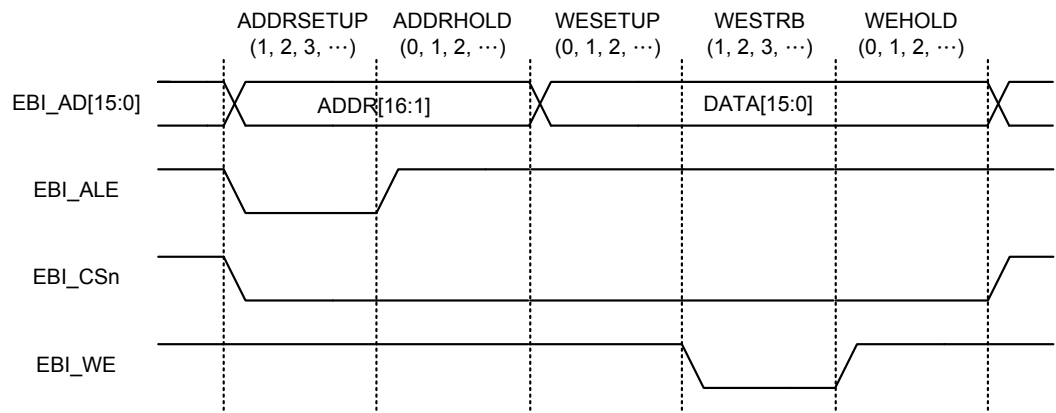 ADDRSETUP ADDRHOLD WESETUP WESTRB WEHOLD
(1, 2, 3, ⋯) (0, 1, 2, ⋯) (0, 1, 2, ⋯) (1, 2, 3, ⋯) (0, 1, 2, ⋯)
EBI_AD[15:0] ADDR[16:1] DATA[15:0]
EBI_ALE
EBI_CSn
EBI_WE